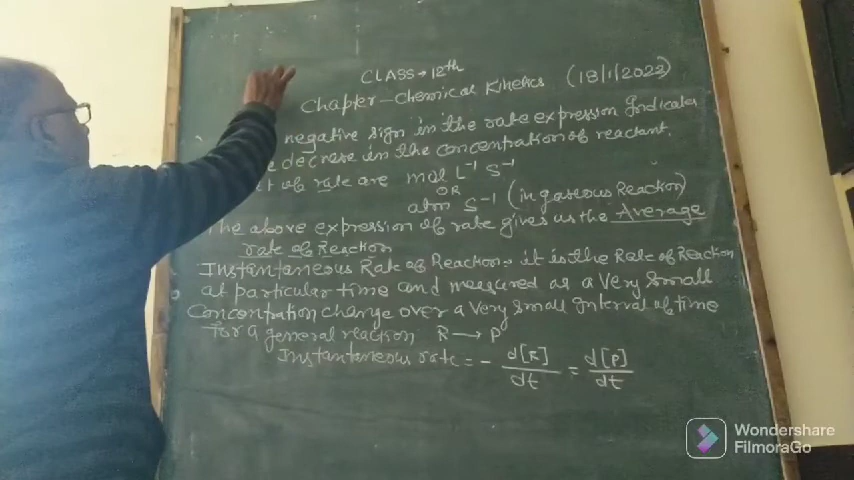 CLASS → 12th
Chapter - Chemical Kinetics (18/1/2022)
negative sign in the rate expression indicates
decrease in the concentration of reactant.
of rate are mol L⁻¹ S⁻¹
OR
atm S⁻¹ (in gaseous Reaction)
The above expression of rate gives us the Average
rate of Reaction
Instantaneous Rate of Reaction:- it is the Rate of Reaction
at particular time and measured as a very small
Concentration change over a very small interval of time
for a general reaction R → P
Instantaneous rate = - d[R]/dt = d[P]/dt
Wondershare
FilmoraGo